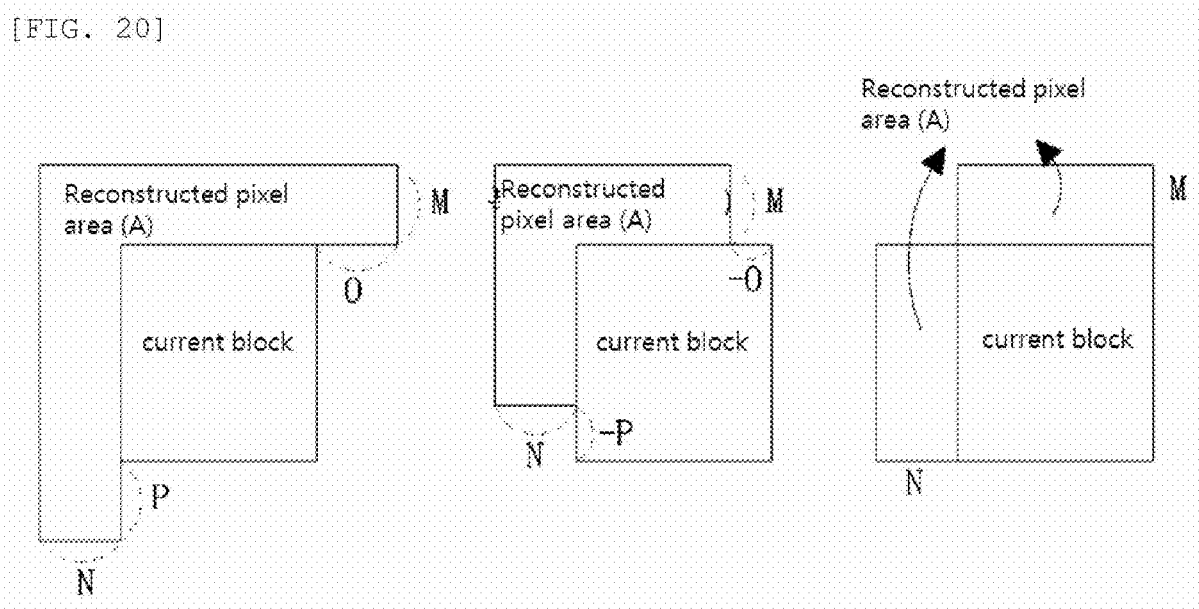 [FIG. 20]
Reconstructed pixel
area (A)
M
O
current block
P
N
Reconstructed
pixel area (A)
M
-O
current block
-P
N
Reconstructed pixel
area (A)
M
current block
N